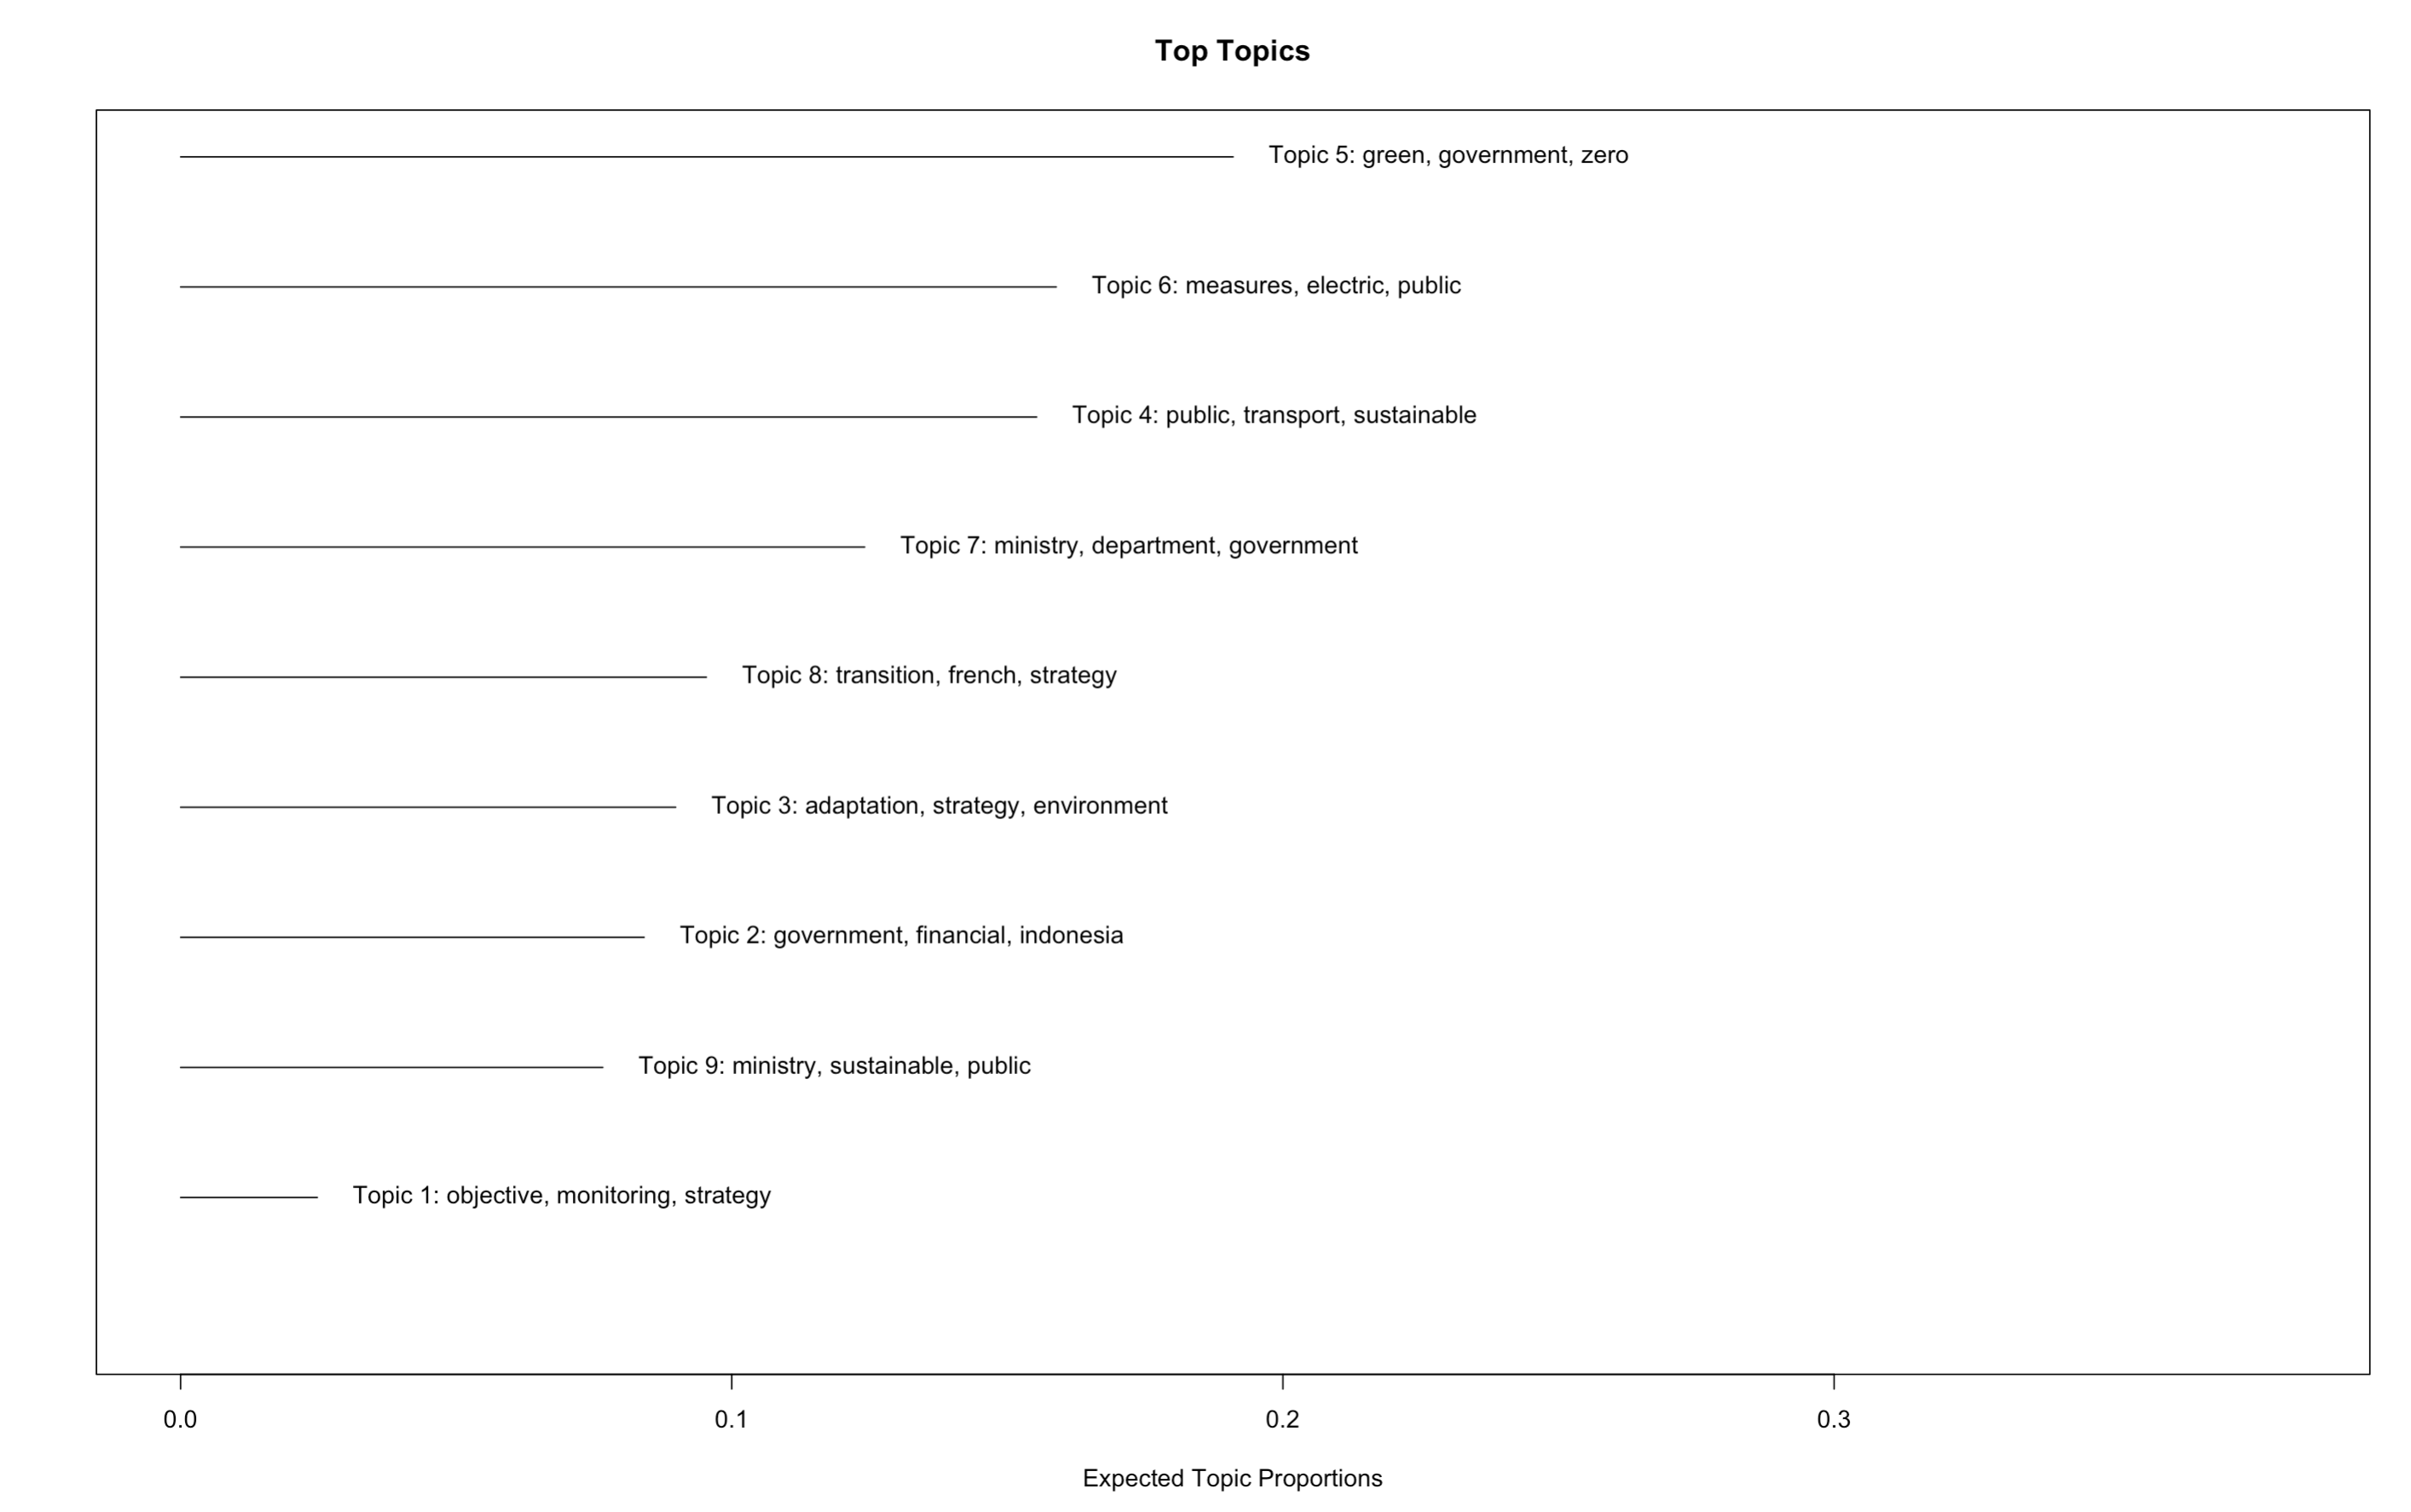 Top Topics
Topic 5: green, government, zero
Topic 6: measures, electric, public
Topic 4: public, transport, sustainable
Topic 7: ministry, department, government
Topic 8: transition, french, strategy
Topic 3: adaptation, strategy, environment
Topic 2: government, financial, indonesia
Topic 9: ministry, sustainable, public
Topic 1: objective, monitoring, strategy
0.0 0.1 0.2 0.3
Expected Topic Proportions